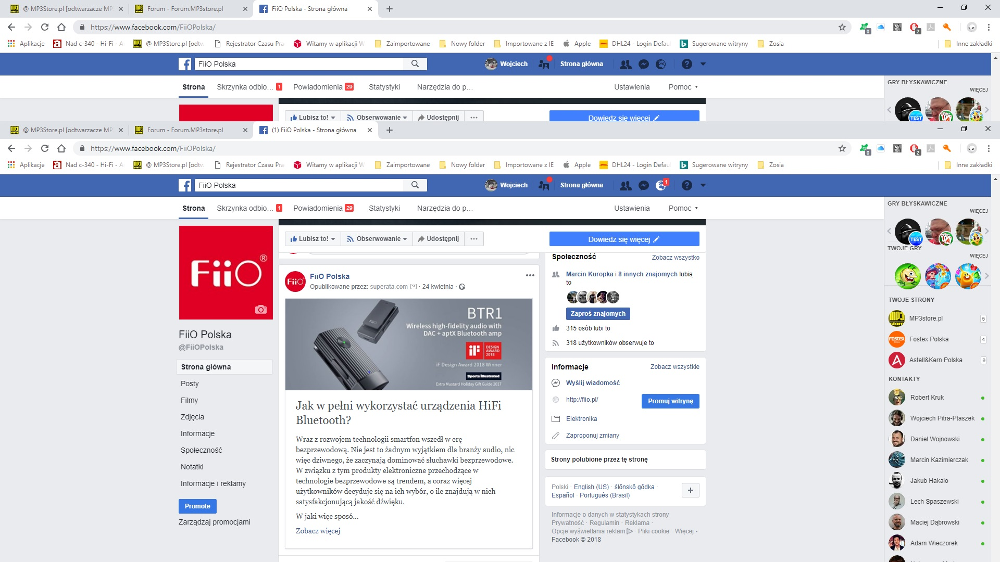 @ MP3Store.pl [odtwarzacze MP
Forum - Forum.MP3store.pl
FiiO Polska - Strona główna
https://www.facebook.com/FiiOPolska/
0
2
Aplikacje
Nad c-340 - Hi-Fi - A
@ MP3Store.pl [odtw
Rejestrator Czasu Pra
Witamy w aplikacji W
Zaimportowane
Nowy folder
Importowane z IE
Apple
DHL24 - Login Defau
Sugerowane witryny
Zosia
Inne zakładki
FiiO Polska
Wojciech
Strona główna
Strona
Skrzynka odbio... 1
Powiadomienia 29
Statystyki
Narzędzia do p...
Ustawienia
Pomoc
GRY BŁYSKAWICZNE
WIĘCEJ
TEST
Lubisz to!
Obserwowanie
Udostępnij
Dowiedz się więcej
@ MP3Store.pl [odtwarzacze MP
Forum - Forum.MP3store.pl
(1) FiiO Polska - Strona główna
https://www.facebook.com/FiiOPolska/
0
2
Aplikacje
Nad c-340 - Hi-Fi - A
@ MP3Store.pl [odtw
Rejestrator Czasu Pra
Witamy w aplikacji W
Zaimportowane
Nowy folder
Importowane z IE
Apple
DHL24 - Login Defau
Sugerowane witryny
Zosia
Inne zakładki
FiiO Polska
Wojciech
Strona główna
1
Strona
Skrzynka odbio... 1
Powiadomienia 29
Statystyki
Narzędzia do p...
Ustawienia
Pomoc
FiiO®
FiiO Polska
@FiiOPolska
Strona główna
Posty
Filmy
Zdjęcia
Informacje
Społeczność
Notatki
Informacje i reklamy
Promote
Zarządzaj promocjami
Lubisz to!
Obserwowanie
Udostępnij
Dowiedz się więcej
FiiO
FiiO Polska
Opublikowane przez: superata.com [?] · 24 kwietnia ·
BTR1
Wireless high-fidelity audio with
DAC + aptX Bluetooth amp
iF
DESIGN
AWARD
2018
iF Design Award 2018 Winner
Sports Illustrated
Extra Mustard Holiday Gift Guide 2017
Jak w pełni wykorzystać urządzenia HiFi
Bluetooth?
Wraz z rozwojem technologii smartfon wszedł w erę
bezprzewodową. Nie jest to żadnym wyjątkiem dla branży audio, nic
więc dziwnego, że zaczynają dominować słuchawki bezprzewodowe.
W związku z tym produkty elektroniczne przechodzące w
technologie bezprzewodowe są trendem, a coraz więcej
użytkowników decyduje się na ich wybór, o ile znajdują w nich
satysfakcjonującą jakość dźwięku.
W jaki więc sposó...
Zobacz więcej
Społeczność
Zobacz wszystko
Marcin Kuropka i 8 innych znajomych lubią
to
Zaproś znajomych
315 osób lubi to
318 użytkowników obserwuje to
Informacje
Zobacz wszystkie
Wyślij wiadomość
http://fiio.pl/
Promuj witrynę
Elektronika
Zaproponuj zmiany
Strony polubione przez tę stronę
Polski · English (US) · ślōnskŏ gŏdka ·
Español · Português (Brasil)
Informacje o danych w statystykach strony
Prywatność · Regulamin · Reklama ·
Opcje wyświetlania reklam · Pliki cookie · Więcej
Facebook © 2018
GRY BŁYSKAWICZNE
WIĘCEJ
TEST
TWOJE GRY
WIĘCEJ
TWOJE STRONY
MP3store.pl 5
Fostex Polska 4
Astell&Kern Polska 9
KONTAKTY
Robert Kruk
Wojciech Pitra-Ptaszek
Daniel Wojnowski
Marcin Kazimierczak
Jakub Hakało
Lech Spaszewski
Maciej Dąbrowski
Adam Wieczorek